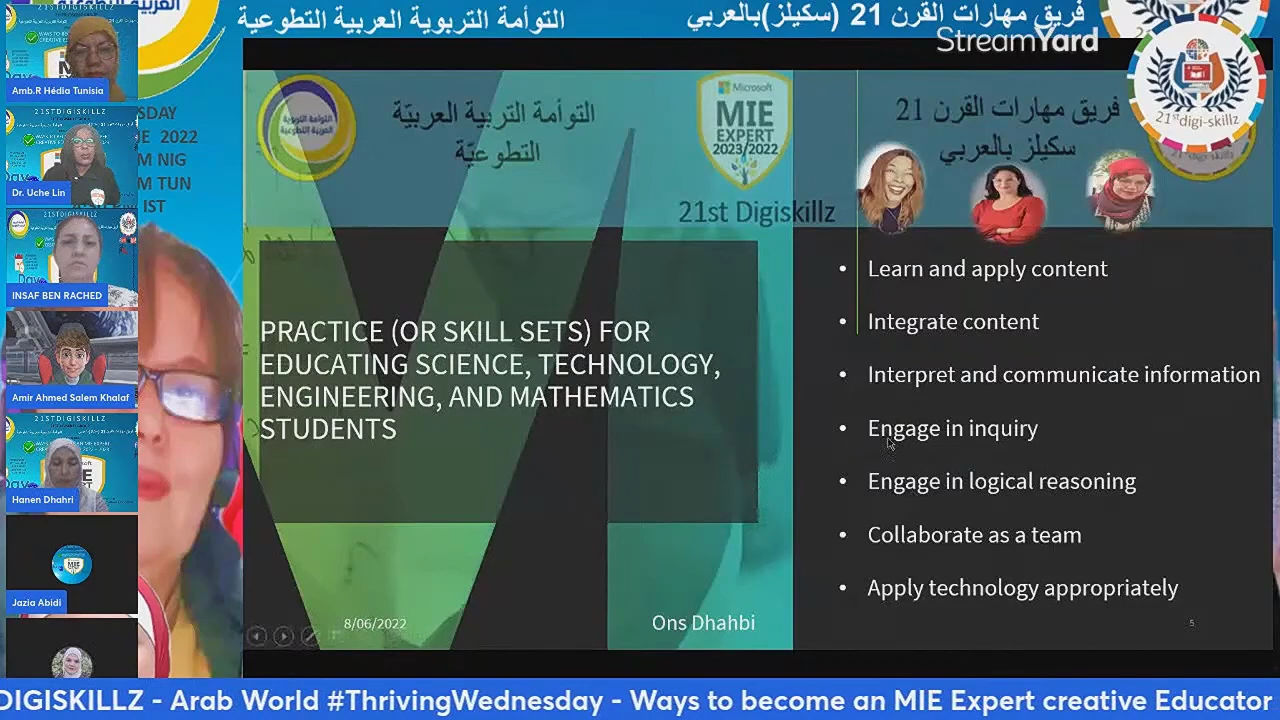 فريق مهارات القرن 21 (سكيلز)بالعربي
التوأمة التربوية العربية التطوعية
StreamYard
Amb.R Hédia Tunisia
Dr. Uche Lin
INSAF BEN RACHED
Amir Ahmed Salem Khalaf
Hanen Dhahri
Jazia Abidi
2022
NIG
TUN
IST
التوأمة التربية العربيّة
التطوعيّة
Microsoft
MIE
EXPERT
2023/2022
21st Digiskillz
فريق مهارات القرن 21
سكيلز بالعربي
21st digi-skillz
PRACTICE (OR SKILL SETS) FOR
EDUCATING SCIENCE, TECHNOLOGY,
ENGINEERING, AND MATHEMATICS
STUDENTS
• Learn and apply content
• Integrate content
• Interpret and communicate information
• Engage in inquiry
• Engage in logical reasoning
• Collaborate as a team
• Apply technology appropriately
8/06/2022
Ons Dhahbi
5
DIGISKILLZ - Arab World #ThrivingWednesday - Ways to become an MIE Expert creative Educator